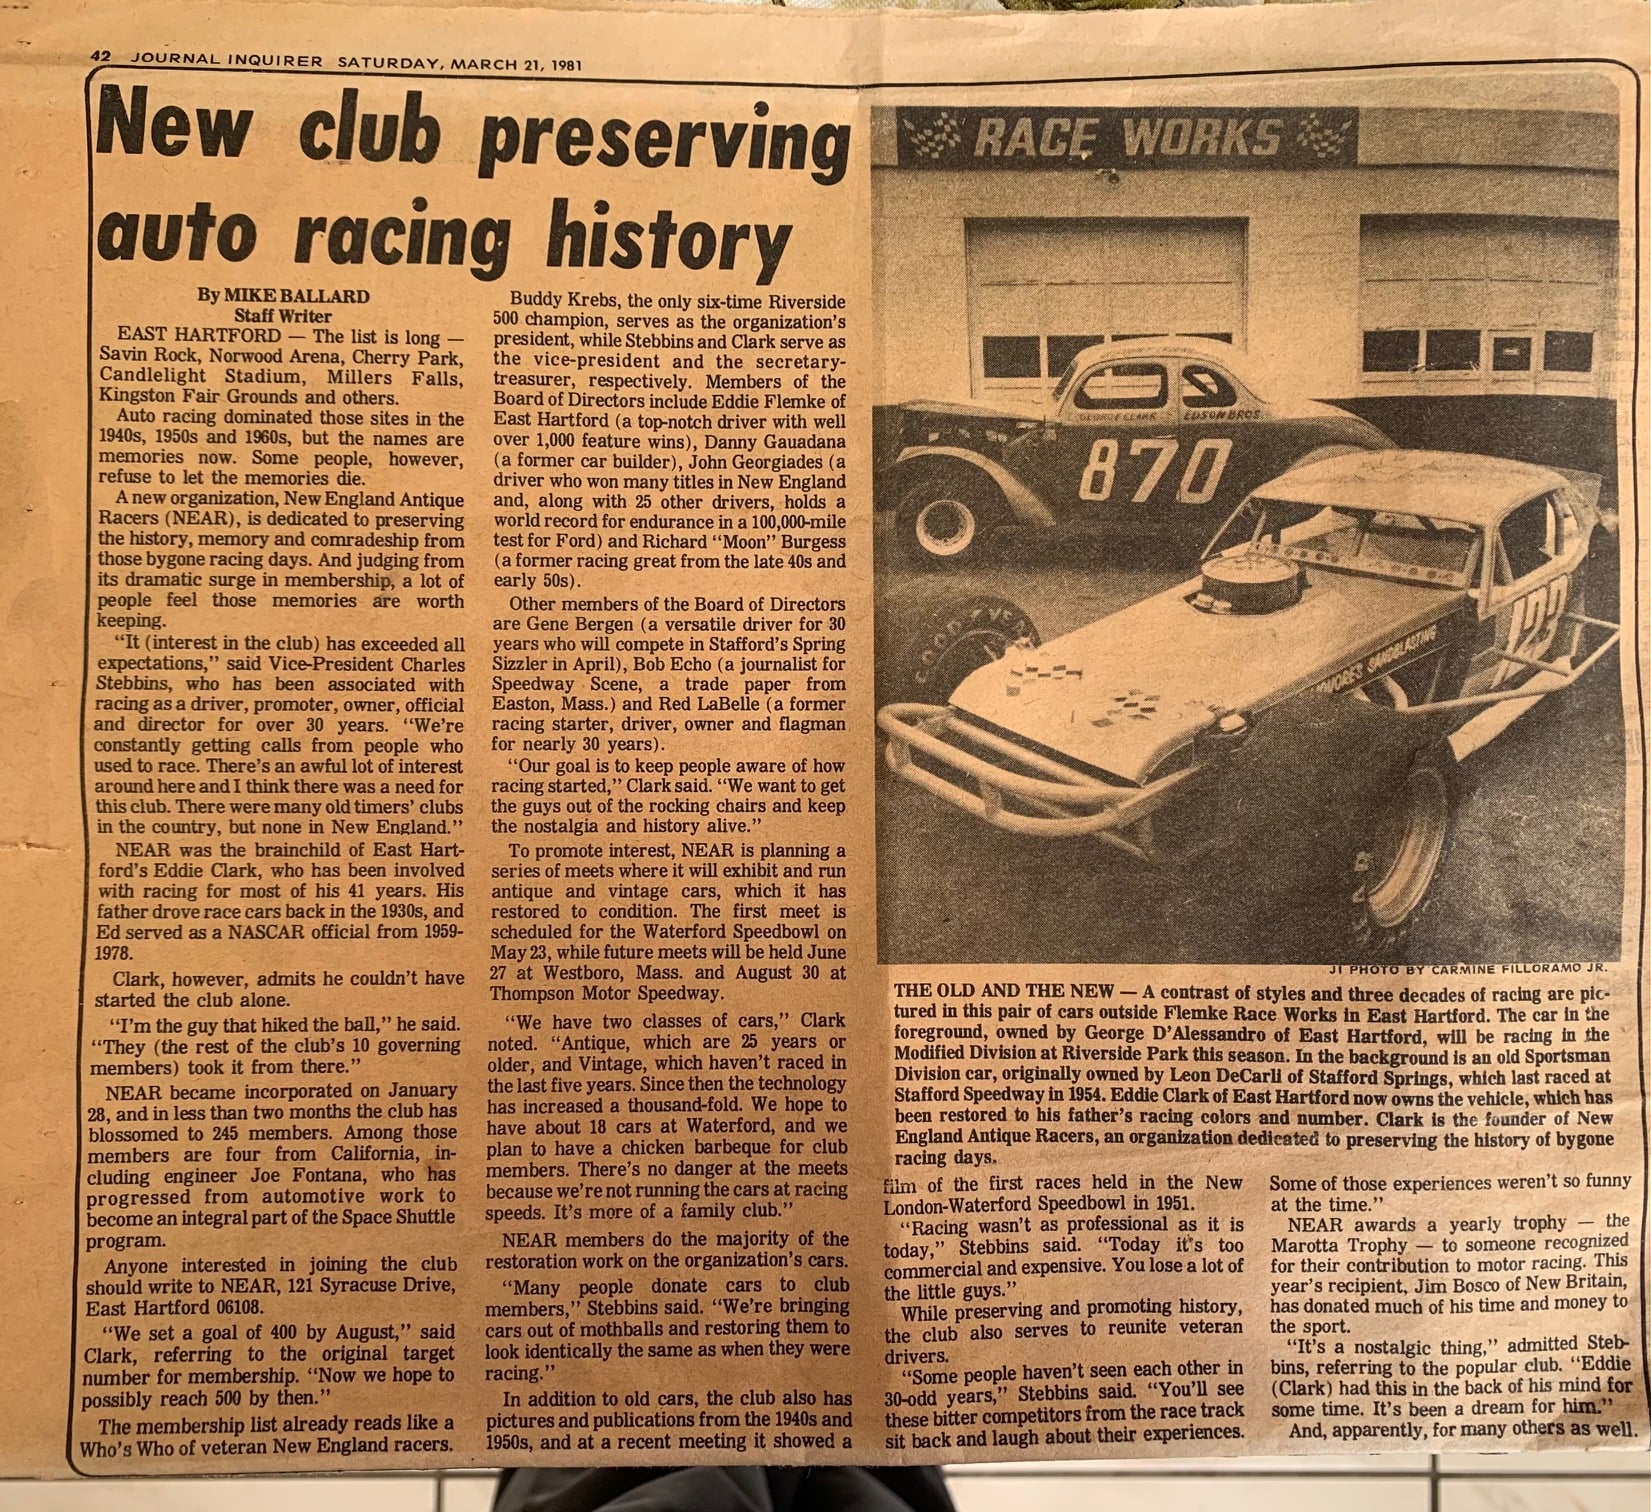 42 JOURNAL INQUIRER SATURDAY, MARCH 21, 1981
New club preserving
auto racing history
By MIKE BALLARD
Staff Writer
EAST HARTFORD — The list is long —
Savin Rock, Norwood Arena, Cherry Park,
Candlelight Stadium, Millers Falls,
Kingston Fair Grounds and others.
Auto racing dominated those sites in the
1940s, 1950s and 1960s, but the names are
memories now. Some people, however,
refuse to let the memories die.
A new organization, New England Antique
Racers (NEAR), is dedicated to preserving
the history, memory and comradeship from
those bygone racing days. And judging from
its dramatic surge in membership, a lot of
people feel those memories are worth
keeping.
"It (interest in the club) has exceeded all
expectations," said Vice-President Charles
Stebbins, who has been associated with
racing as a driver, promoter, owner, official
and director for over 30 years. "We're
constantly getting calls from people who
used to race. There's an awful lot of interest
around here and I think there was a need for
this club. There were many old timers' clubs
in the country, but none in New England."
NEAR was the brainchild of East Hart-
ford's Eddie Clark, who has been involved
with racing for most of his 41 years. His
father drove race cars back in the 1930s, and
Ed served as a NASCAR official from 1959-
1978.
Clark, however, admits he couldn't have
started the club alone.
"I'm the guy that hiked the ball," he said.
"They (the rest of the club's 10 governing
members) took it from there."
NEAR became incorporated on January
28, and in less than two months the club has
blossomed to 245 members. Among those
members are four from California, in-
cluding engineer Joe Fontana, who has
progressed from automotive work to
become an integral part of the Space Shuttle
program.
Anyone interested in joining the club
should write to NEAR, 121 Syracuse Drive,
East Hartford 06108.
"We set a goal of 400 by August," said
Clark, referring to the original target
number for membership. "Now we hope to
possibly reach 500 by then."
The membership list already reads like a
Who's Who of veteran New England racers.
Buddy Krebs, the only six-time Riverside
500 champion, serves as the organization's
president, while Stebbins and Clark serve as
the vice-president and the secretary-
treasurer, respectively. Members of the
Board of Directors include Eddie Flemke of
East Hartford (a top-notch driver with well
over 1,000 feature wins), Danny Gauadana
(a former car builder), John Georgiades (a
driver who won many titles in New England
and, along with 25 other drivers, holds a
world record for endurance in a 100,000-mile
test for Ford) and Richard "Moon" Burgess
(a former racing great from the late 40s and
early 50s).
Other members of the Board of Directors
are Gene Bergen (a versatile driver for 30
years who will compete in Stafford's Spring
Sizzler in April), Bob Echo (a journalist for
Speedway Scene, a trade paper from
Easton, Mass.) and Red LaBelle (a former
racing starter, driver, owner and flagman
for nearly 30 years).
"Our goal is to keep people aware of how
racing started," Clark said. "We want to get
the guys out of the rocking chairs and keep
the nostalgia and history alive."
To promote interest, NEAR is planning a
series of meets where it will exhibit and run
antique and vintage cars, which it has
restored to condition. The first meet is
scheduled for the Waterford Speedbowl on
May 23, while future meets will be held June
27 at Westboro, Mass. and August 30 at
Thompson Motor Speedway.
"We have two classes of cars," Clark
noted. "Antique, which are 25 years or
older, and Vintage, which haven't raced in
the last five years. Since then the technology
has increased a thousand-fold. We hope to
have about 18 cars at Waterford, and we
plan to have a chicken barbeque for club
members. There's no danger at the meets
because we're not running the cars at racing
speeds. It's more of a family club."
NEAR members do the majority of the
restoration work on the organization's cars.
"Many people donate cars to club
members," Stebbins said. "We're bringing
cars out of mothballs and restoring them to
look identically the same as when they were
racing."
In addition to old cars, the club also has
pictures and publications from the 1940s and
1950s, and at a recent meeting it showed a
RACE WORKS
GEORGE CLARK EDSON BROS.
870
GOODYEAR
123
SANDBLASTING
JI PHOTO BY CARMINE FILLORAMO JR.
THE OLD AND THE NEW — A contrast of styles and three decades of racing are pic-
tured in this pair of cars outside Flemke Race Works in East Hartford. The car in the
foreground, owned by George D'Alessandro of East Hartford, will be racing in the
Modified Division at Riverside Park this season. In the background is an old Sportsman
Division car, originally owned by Leon DeCarli of Stafford Springs, which last raced at
Stafford Speedway in 1954. Eddie Clark of East Hartford now owns the vehicle, which has
been restored to his father's racing colors and number. Clark is the founder of New
England Antique Racers, an organization dedicated to preserving the history of bygone
racing days.
film of the first races held in the New
London-Waterford Speedbowl in 1951.
"Racing wasn't as professional as it is
today," Stebbins said. "Today it's too
commercial and expensive. You lose a lot of
the little guys."
While preserving and promoting history,
the club also serves to reunite veteran
drivers.
"Some people haven't seen each other in
30-odd years," Stebbins said. "You'll see
these bitter competitors from the race track
sit back and laugh about their experiences.
Some of those experiences weren't so funny
at the time."
NEAR awards a yearly trophy — the
Marotta Trophy — to someone recognized
for their contribution to motor racing. This
year's recipient, Jim Bosco of New Britain,
has donated much of his time and money to
the sport.
"It's a nostalgic thing," admitted Steb-
bins, referring to the popular club. "Eddie
(Clark) had this in the back of his mind for
some time. It's been a dream for him."
And, apparently, for many others as well.